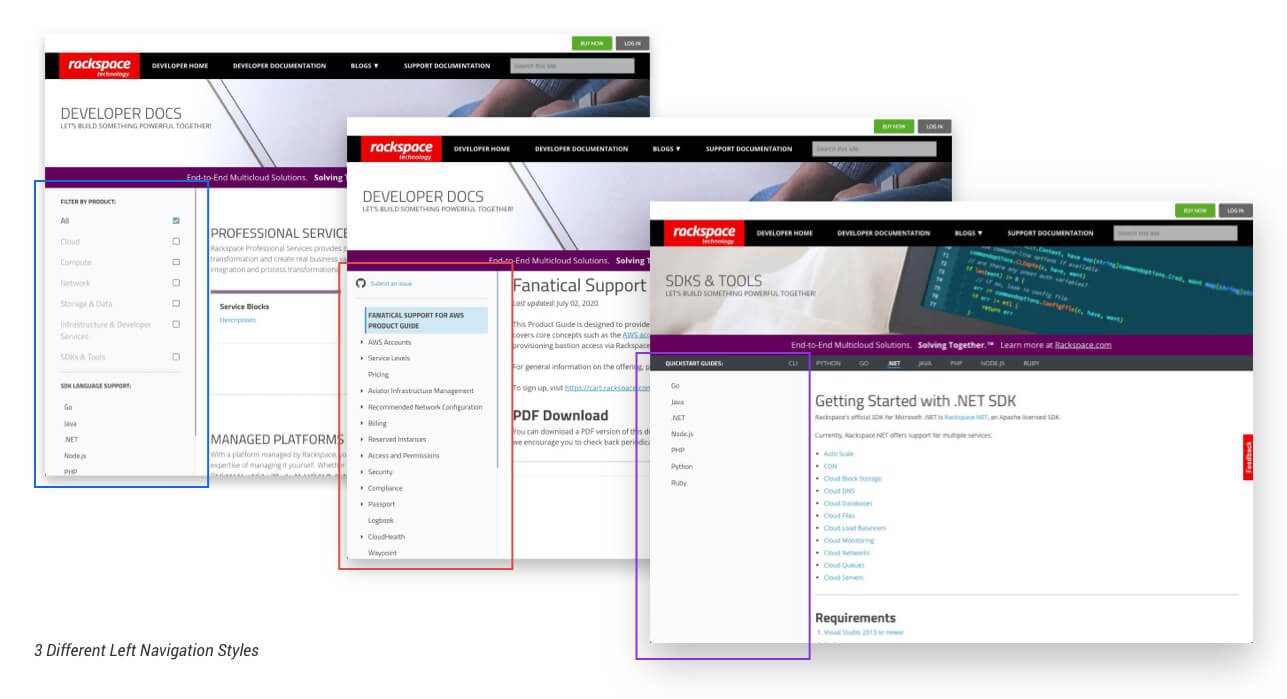 BUY NOW LOG IN
rackspace
technology
DEVELOPER HOME DEVELOPER DOCUMENTATION BLOGS ▼ SUPPORT DOCUMENTATION Search this site
DEVELOPER DOCS
LET'S BUILD SOMETHING POWERFUL TOGETHER!
End-to-End Multicloud Solutions. Solving
FILTER BY PRODUCT:
All
Cloud
Compute
Network
Storage & Data
Infrastructure & Developer
Services
SDKs & Tools
SDK LANGUAGE SUPPORT:
Go
Java
.NET
Node.js
PHP
PROFESSIONAL SERVICE
Rackspace Professional Services provides
transformation and create real business
integration and process transformational
Service Blocks
Descriptions
MANAGED PLATFORMS
With a platform managed by Rackspace,
expertise of managing it yourself. Whether
BUY NOW LOG IN
rackspace
technology
DEVELOPER HOME DEVELOPER DOCUMENTATION BLOGS ▼ SUPPORT DOCUMENTATION Search this site
DEVELOPER DOCS
LET'S BUILD SOMETHING POWERFUL TOGETHER!
End-to-End Multicloud Solutions. Solving
Submit an issue
FANATICAL SUPPORT FOR AWS
PRODUCT GUIDE
AWS Accounts
Service Levels
Pricing
Aviator Infrastructure Management
Recommended Network Configuration
Billing
Reserved Instances
Access and Permissions
Security
Compliance
Passport
Logbook
CloudHealth
Waypoint
Fanatical Support
Last updated: July 02, 2020
This Product Guide is designed to provide
covers core concepts such as the AWS
provisioning bastion access via Rackspace
For general information on the offering,
To sign up, visit https://cart.rackspace.com
PDF Download
You can download a PDF version of this
we encourage you to check back
BUY NOW LOG IN
rackspace
technology
DEVELOPER HOME DEVELOPER DOCUMENTATION BLOGS ▼ SUPPORT DOCUMENTATION Search this site
SDKS & TOOLS
LET'S BUILD SOMETHING POWERFUL TOGETHER!
End-to-End Multicloud Solutions. Solving Together.™ Learn more at Rackspace.com
QUICKSTART GUIDES: CLI PYTHON GO .NET JAVA PHP NODE.JS RUBY
Go
Java
.NET
Node.js
PHP
Python
Ruby
Getting Started with .NET SDK
Rackspace's official SDK for Microsoft .NET is Rackspace.NET, an Apache licensed SDK.
Currently, Rackspace.NET offers support for multiple services:
Auto Scale
CDN
Cloud Block Storage
Cloud DNS
Cloud Databases
Cloud Files
Cloud Load Balancers
Cloud Monitoring
Cloud Networks
Cloud Queues
Cloud Servers
Requirements
1. Visual Studio 2013 or newer
Feedback
3 Different Left Navigation Styles